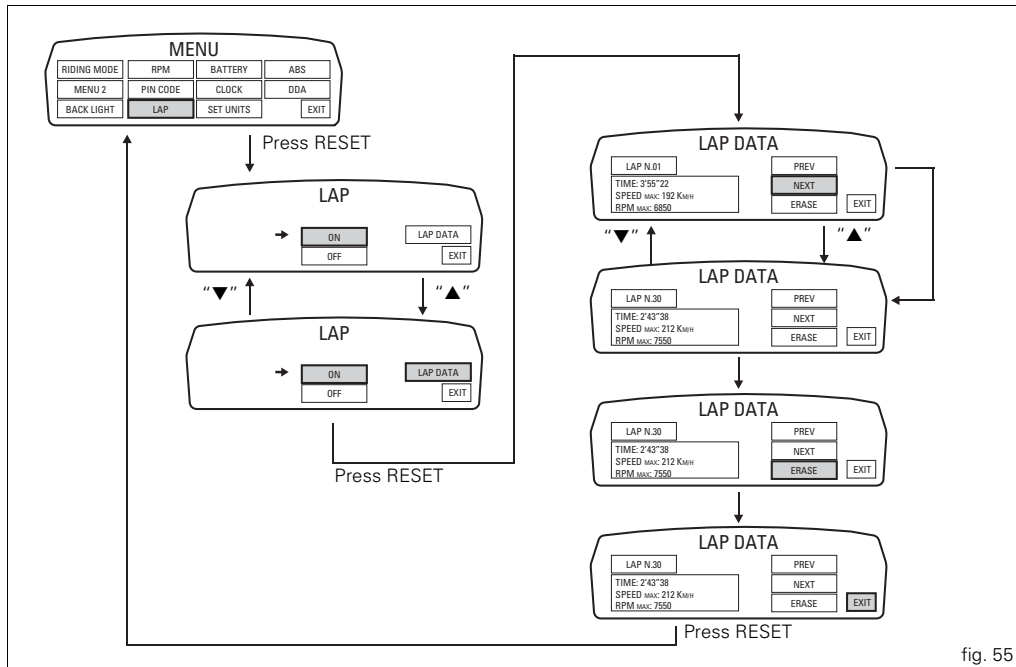 MENU
RIDING MODE RPM BATTERY ABS
MENU 2 PIN CODE CLOCK DDA
BACK LIGHT LAP SET UNITS EXIT
Press RESET
LAP
ON LAP DATA
OFF EXIT
“▼” “▲”
LAP
ON LAP DATA
OFF EXIT
Press RESET
LAP DATA
LAP N.01 PREV
TIME: 3'55"22 NEXT
SPEED MAX: 192 KM/H
RPM MAX: 6850 ERASE EXIT
“▼” “▲”
LAP DATA
LAP N.30 PREV
TIME: 2'43"38 NEXT
SPEED MAX: 212 KM/H
RPM MAX: 7550 ERASE EXIT
LAP DATA
LAP N.30 PREV
TIME: 2'43"38 NEXT
SPEED MAX: 212 KM/H
RPM MAX: 7550 ERASE EXIT
LAP DATA
LAP N.30 PREV
TIME: 2'43"38 NEXT
SPEED MAX: 212 KM/H
RPM MAX: 7550 ERASE EXIT
Press RESET
fig. 55